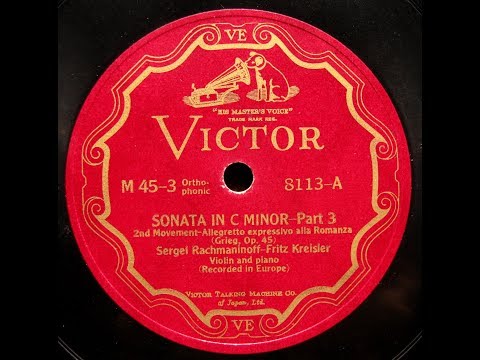 VE
"HIS MASTER'S VOICE"
TRADE MARK REG.
VICTOR
M 45-3 Ortho-
phonic 8113-A
SONATA IN C MINOR-Part 3
2nd Movement-Allegretto expressivo alla Romanza
(Grieg, Op. 45)
Sergei Rachmaninoff-Fritz Kreisler
Violin and piano
(Recorded in Europe)
VICTOR TALKING MACHINE CO.
of Japan, Ltd.
VE